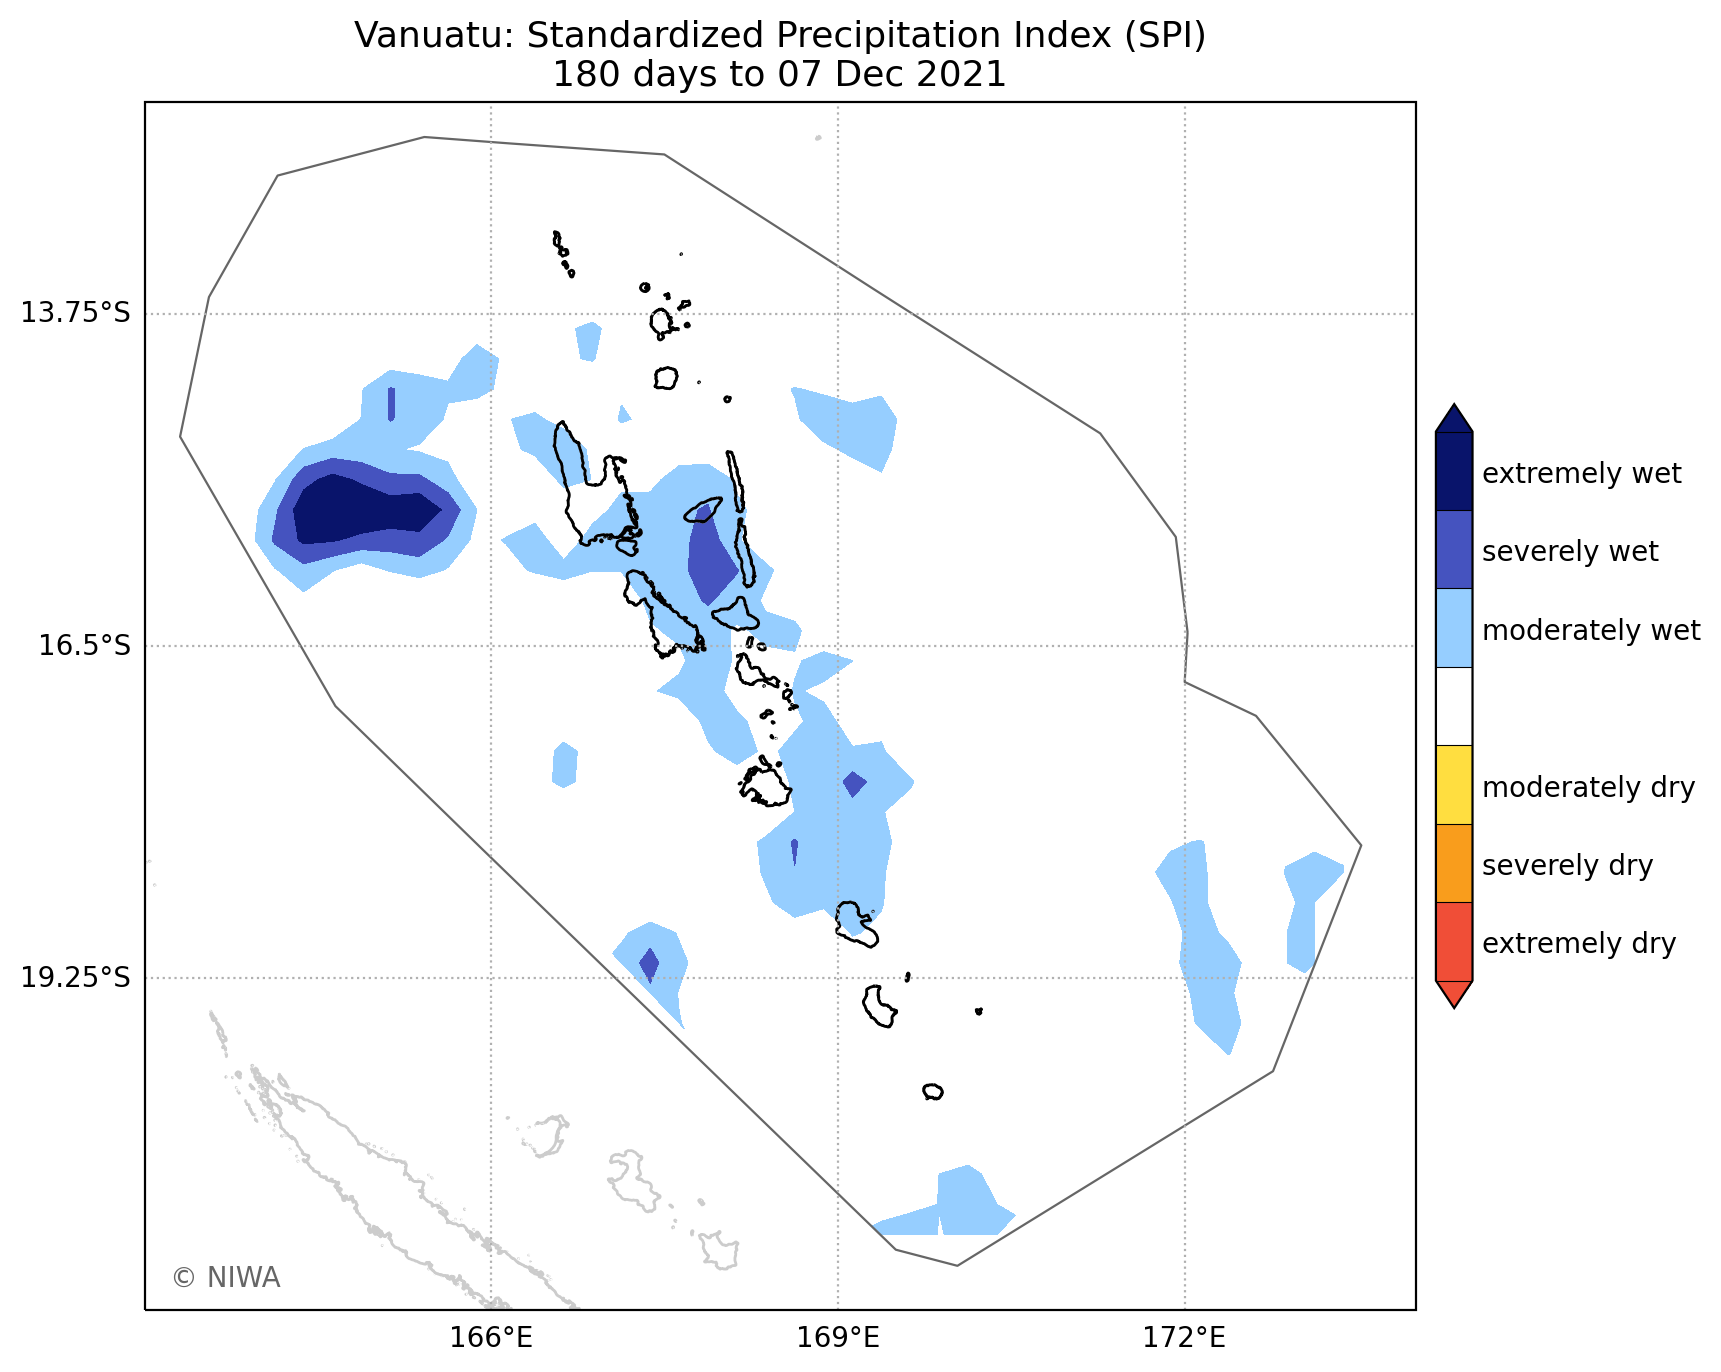 Vanuatu: Standardized Precipitation Index (SPI)
180 days to 07 Dec 2021
13.75°S
16.5°S
19.25°S
166°E
169°E
172°E
extremely wet
severely wet
moderately wet
moderately dry
severely dry
extremely dry
© NIWA